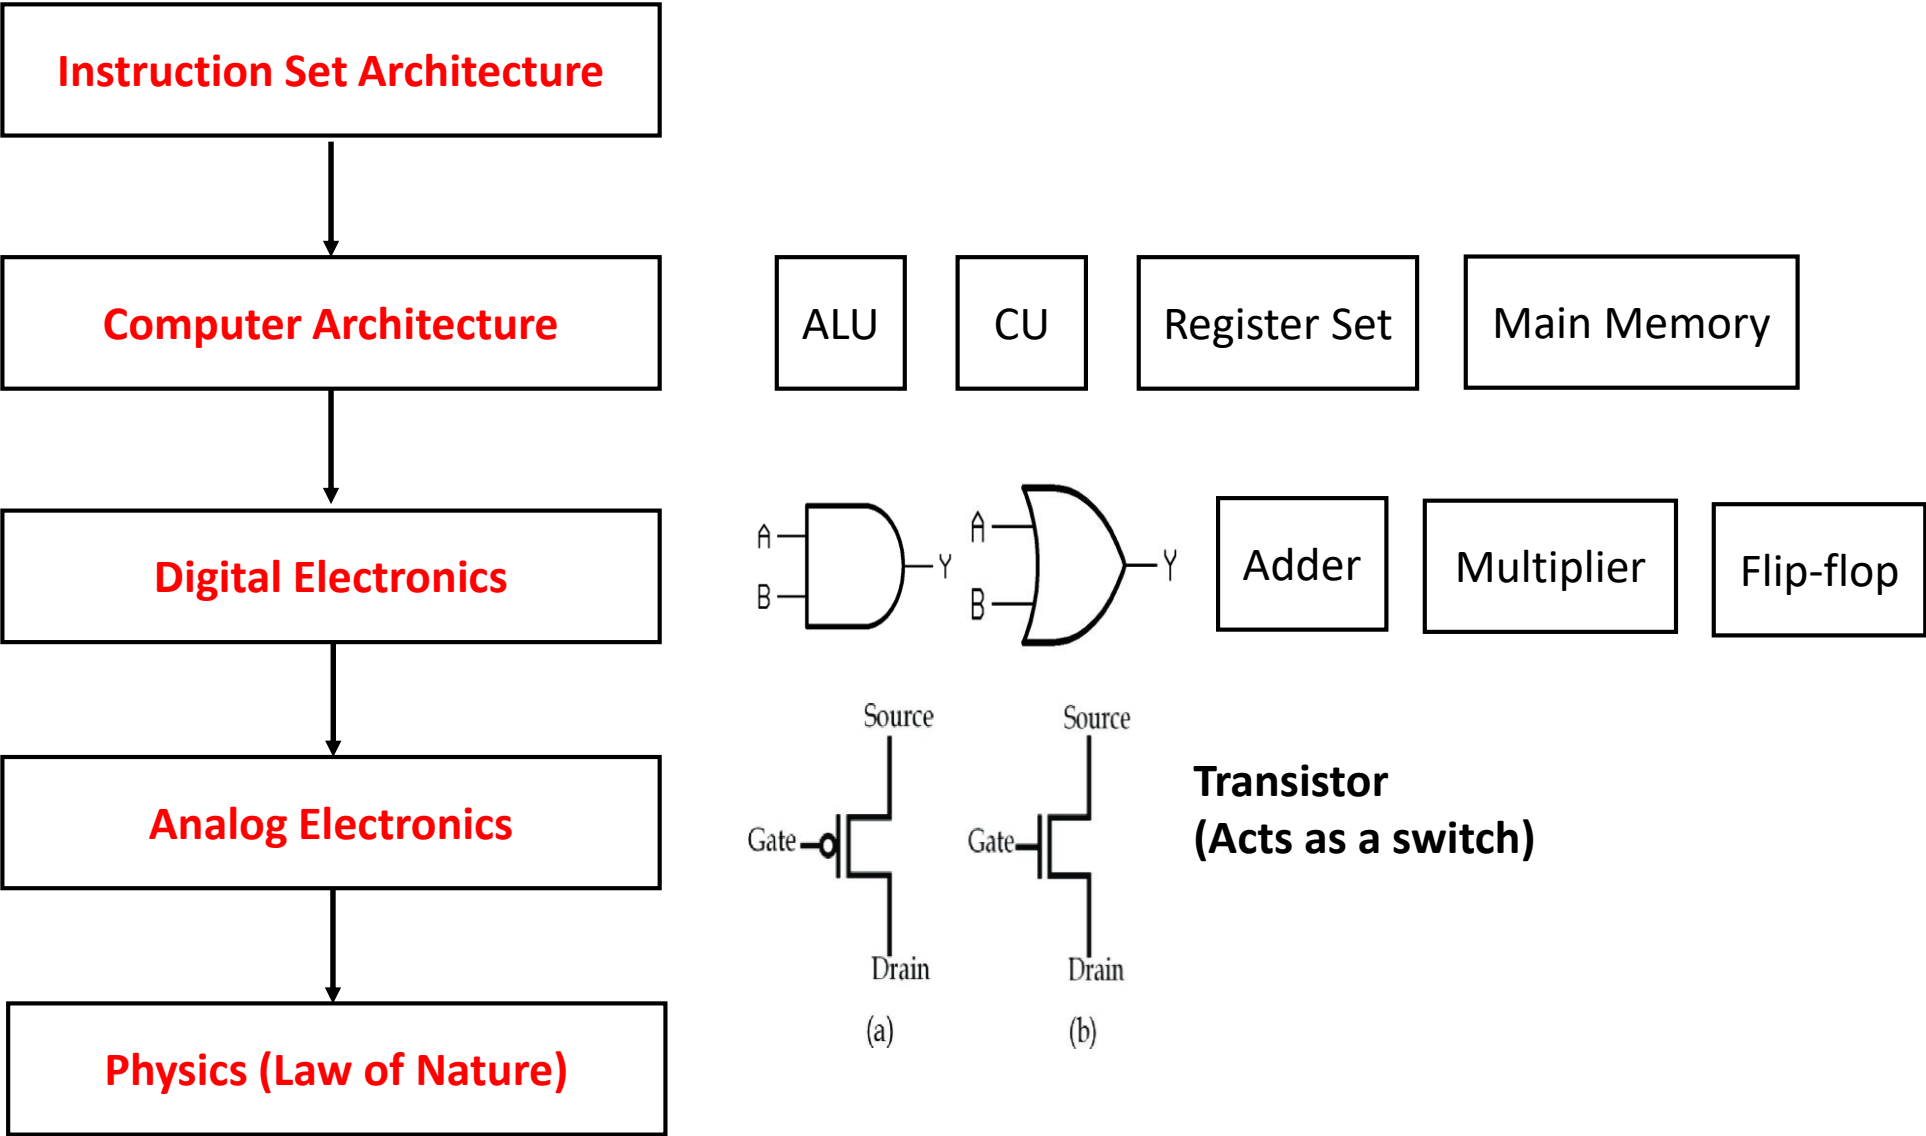 Instruction Set Architecture
Computer Architecture
ALU
CU
Register Set
Main Memory
Digital Electronics
A
B
Y
A
B
Y
Adder
Multiplier
Flip-flop
Analog Electronics
Source
Gate
Drain
(a)
Source
Gate
Drain
(b)
Transistor
(Acts as a switch)
Physics (Law of Nature)